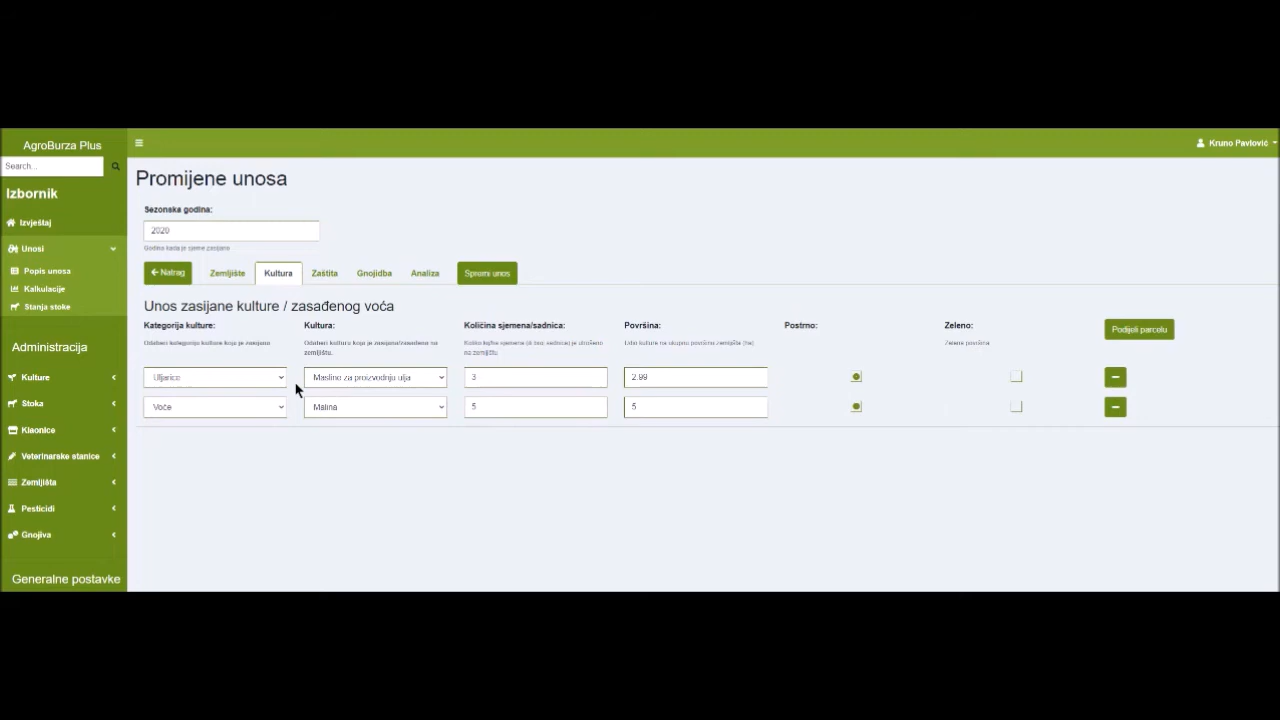 AgroBurza Plus
Kruno Pavlović
Search...
Izbornik
Izvještaj
Unosi
Popis unosa
Kalkulacije
Stanja stoke
Administracija
Kulture
Stoka
Klaonice
Veterinarske stanice
Zemljišta
Pesticidi
Gnojiva
Generalne postavke
Promijene unosa
Sezonska godina:
2020
Godina kada je sjeme zasijano
Natrag
Zemljište
Kultura
Zaštita
Gnojidba
Analiza
Spremi unos
Unos zasijane kulture / zasađenog voća
Kategorija kulture:
Kultura:
Količina sjemena/sadnica:
Površina:
Postrno:
Zeleno:
Podijeli parcelu
Odaberi kategoriju kulture koja je zasijana
Odaberi kulturu koja je zasijana/zasađena na
zemljištu.
Koliko kg/ha sjemena (ili broj sadnica) je utrošeno
na zemljištu
Udio kulture na ukupnu površinu zemljišta (ha)
Zelena površina
Uljarice
Maslina za proizvodnju ulja
3
2.99
Voće
Malina
5
5